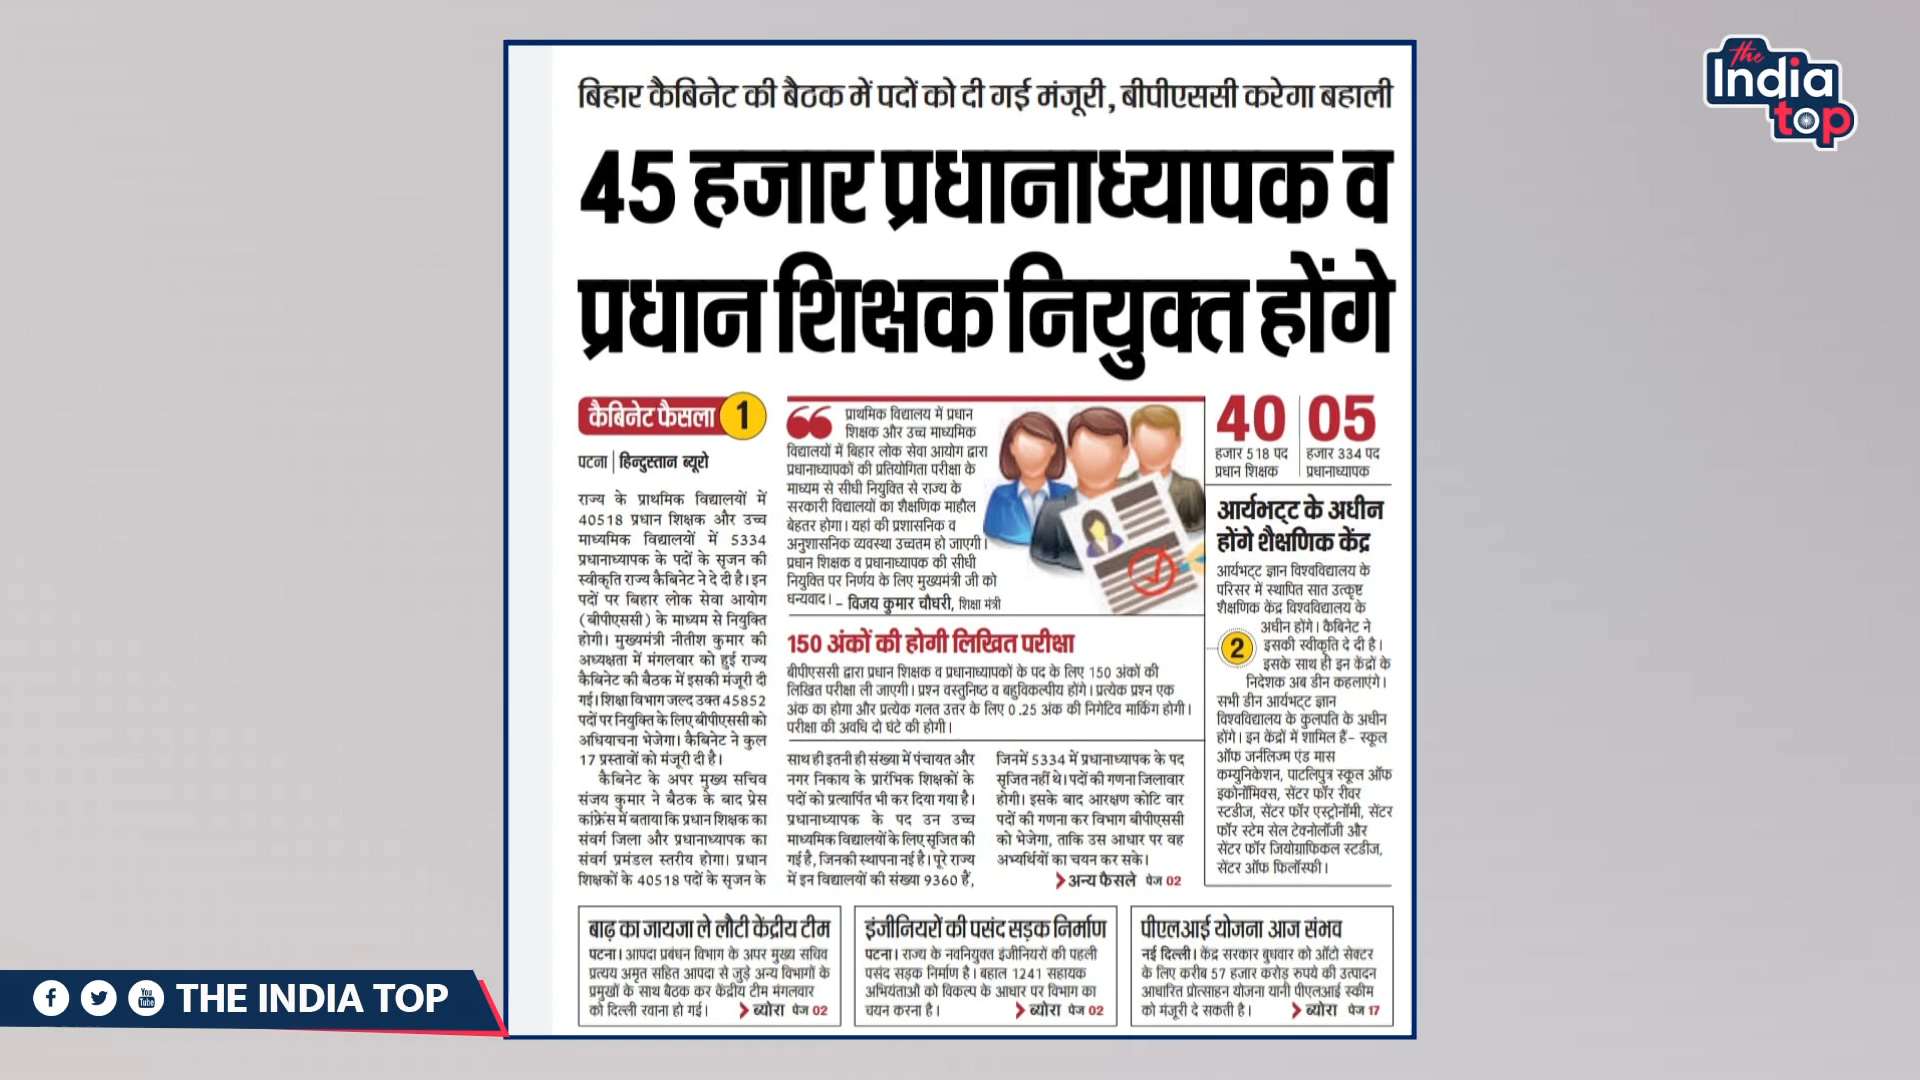 the
India
top
बिहार कैबिनेट की बैठक में पदों को दी गई मंजूरी, बीपीएससी करेगा बहाली
45 हजार प्रधानाध्यापक व
प्रधान शिक्षक नियुक्त होंगे
कैबिनेट फैसला 1
पटना | हिन्दुस्तान ब्यूरो
राज्य के प्राथमिक विद्यालयों में
40518 प्रधान शिक्षक और उच्च
माध्यमिक विद्यालयों में 5334
प्रधानाध्यापक के पदों के सृजन की
स्वीकृति राज्य कैबिनेट ने दे दी है। इन
पदों पर बिहार लोक सेवा आयोग
(बीपीएससी) के माध्यम से नियुक्ति
होगी। मुख्यमंत्री नीतीश कुमार की
अध्यक्षता में मंगलवार को हुई राज्य
कैबिनेट की बैठक में इसकी मंजूरी दी
गई। शिक्षा विभाग जल्द उक्त 45852
पदों पर नियुक्ति के लिए बीपीएससी को
अधियाचना भेजेगा। कैबिनेट ने कुल
17 प्रस्तावों को मंजूरी दी है।
कैबिनेट के अपर मुख्य सचिव
संजय कुमार ने बैठक के बाद प्रेस
कांफ्रेंस में बताया कि प्रधान शिक्षक का
संवर्ग जिला और प्रधानाध्यापक का
संवर्ग प्रमंडल स्तरीय होगा। प्रधान
शिक्षकों के 40518 पदों के सृजन के
प्राथमिक विद्यालय में प्रधान
शिक्षक और उच्च माध्यमिक
विद्यालयों में बिहार लोक सेवा आयोग द्वारा
प्रधानाध्यापकों की प्रतियोगिता परीक्षा के
माध्यम से सीधी नियुक्ति से राज्य के
सरकारी विद्यालयों का शैक्षणिक माहौल
बेहतर होगा। यहां की प्रशासनिक व
अनुशासनिक व्यवस्था उच्चतम हो जाएगी।
प्रधान शिक्षक व प्रधानाध्यापक की सीधी
नियुक्ति पर निर्णय के लिए मुख्यमंत्री जी को
धन्यवाद। – विजय कुमार चौधरी, शिक्षा मंत्री
150 अंकों की होगी लिखित परीक्षा
बीपीएससी द्वारा प्रधान शिक्षक व प्रधानाध्यापकों के पद के लिए 150 अंकों की
लिखित परीक्षा ली जाएगी। प्रश्न वस्तुनिष्ठ व बहुविकल्पीय होंगे। प्रत्येक प्रश्न एक
अंक का होगा और प्रत्येक गलत उत्तर के लिए 0.25 अंक की निगेटिव मार्किंग होगी।
परीक्षा की अवधि दो घंटे की होगी।
साथ ही इतनी ही संख्या में पंचायत और
नगर निकाय के प्रारंभिक शिक्षकों के
पदों को प्रत्यार्पित भी कर दिया गया है।
प्रधानाध्यापक के पद उन उच्च
माध्यमिक विद्यालयों के लिए सृजित की
गई है, जिनकी स्थापना नई है। पूरे राज्य
में इन विद्यालयों की संख्या 9360 हैं,
जिनमें 5334 में प्रधानाध्यापक के पद
सृजित नहीं थे। पदों की गणना जिलावार
होगी। इसके बाद आरक्षण कोटि वार
पदों की गणना कर विभाग बीपीएससी
को भेजेगा, ताकि उस आधार पर वह
अभ्यर्थियों का चयन कर सके।
अन्य फैसले पेज 02
40
हजार 518 पद
प्रधान शिक्षक
05
हजार 334 पद
प्रधानाध्यापक
आर्यभट्ट के अधीन
होंगे शैक्षणिक केंद्र
आर्यभट्ट ज्ञान विश्वविद्यालय के
परिसर में स्थापित सात उत्कृष्ट
शैक्षणिक केंद्र विश्वविद्यालय के
अधीन होंगे। कैबिनेट ने
2 इसकी स्वीकृति दे दी है।
इसके साथ ही इन केंद्रों के
निदेशक अब डीन कहलाएंगे।
सभी डीन आर्यभट्ट ज्ञान
विश्वविद्यालय के कुलपति के अधीन
होंगे। इन केंद्रों में शामिल हैं– स्कूल
ऑफ जर्नलिज्म एंड मास
कम्युनिकेशन, पाटलिपुत्र स्कूल ऑफ
इकोनॉमिक्स, सेंटर फॉर रीवर
स्टडीज, सेंटर फॉर एस्ट्रोनॉमी, सेंटर
फॉर स्टेम सेल टेक्नोलॉजी और
सेंटर फॉर जियोग्राफिकल स्टडीज,
सेंटर ऑफ फिलॉस्फी।
बाढ़ का जायजा ले लौटी केंद्रीय टीम
पटना। आपदा प्रबंधन विभाग के अपर मुख्य सचिव
प्रत्यय अमृत सहित आपदा से जुड़े अन्य विभागों के
प्रमुखों के साथ बैठक कर केंद्रीय टीम मंगलवार
को दिल्ली रवाना हो गई। ब्योरा पेज 02
इंजीनियरों की पसंद सड़क निर्माण
पटना। राज्य के नवनियुक्त इंजीनियरों की पहली
पसंद सड़क निर्माण है। बहाल 1241 सहायक
अभियंताओं को विकल्प के आधार पर विभाग का
चयन करना है। ब्योरा पेज 02
पीएलआई योजना आज संभव
नई दिल्ली। केंद्र सरकार बुधवार को ऑटो सेक्टर
के लिए करीब 57 हजार करोड़ रुपये की उत्पादन
आधारित प्रोत्साहन योजना यानी पीएलआई स्कीम
को मंजूरी दे सकती है। ब्योरा पेज 17
You Tube THE INDIA TOP